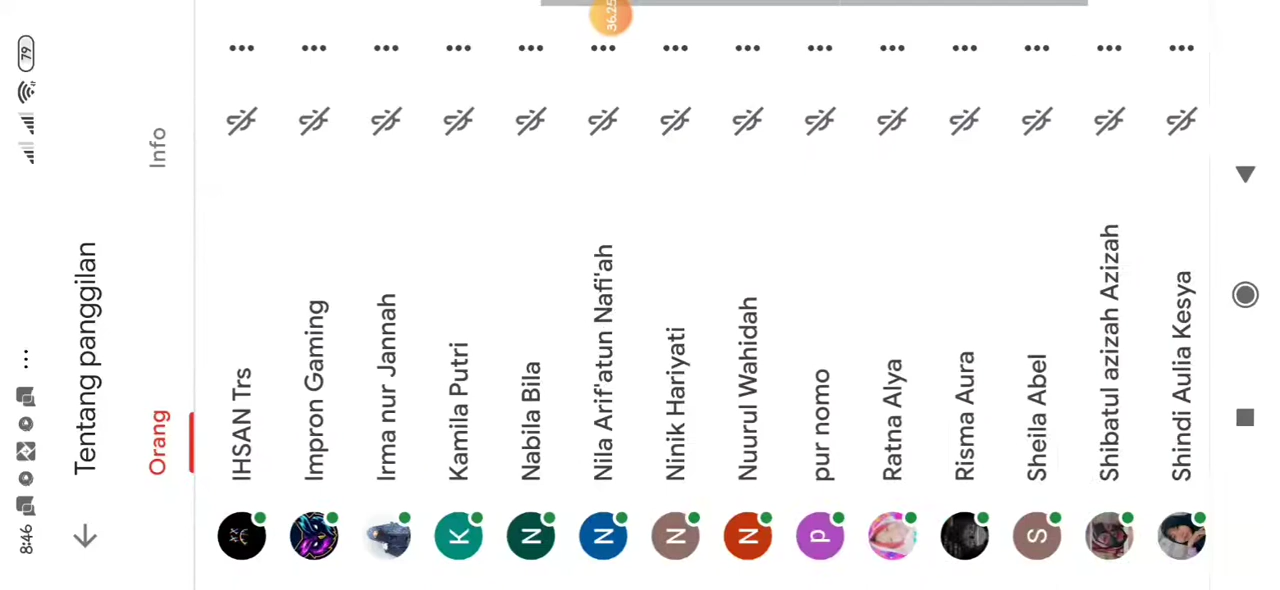 8:46
79
Tentang panggilan
Orang
Info
36.25
IHSAN Trs
Impron Gaming
Irma nur Jannah
K
Kamila Putri
N
Nabila Bila
N
Nila Arif'atun Nafi'ah
N
Ninik Hariyati
N
Nuurul Wahidah
p
pur nomo
Ratna Alya
Risma Aura
S
Sheila Abel
Shibatul azizah Azizah
Shindi Aulia Kesya